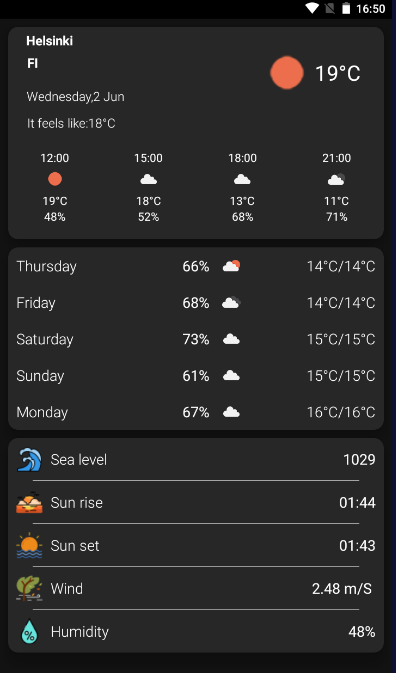 16:50
Helsinki
FI
19°C
Wednesday,2 Jun
It feels like:18°C
12:00 15:00 18:00 21:00
19°C 18°C 13°C 11°C
48% 52% 68% 71%
Thursday 66% 14°C/14°C
Friday 68% 14°C/14°C
Saturday 73% 15°C/15°C
Sunday 61% 15°C/15°C
Monday 67% 16°C/16°C
Sea level 1029
Sun rise 01:44
Sun set 01:43
Wind 2.48 m/S
Humidity 48%